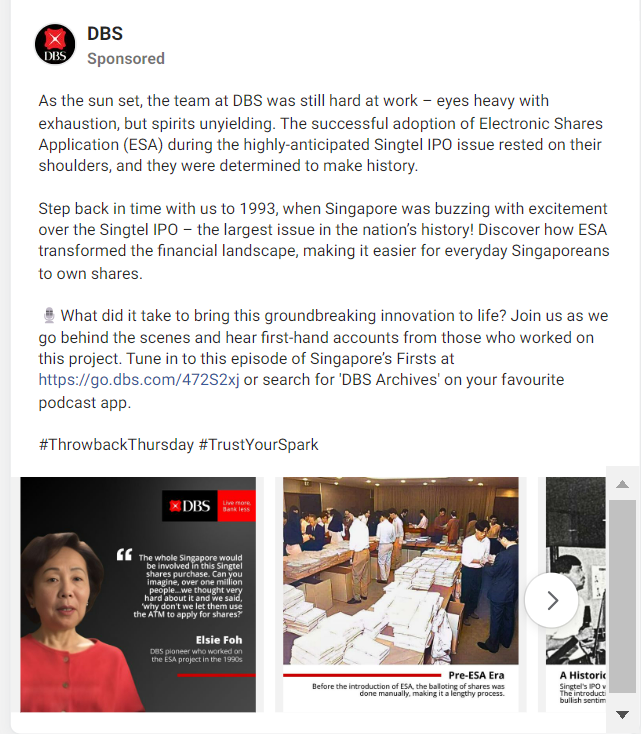 DBS
Sponsored
As the sun set, the team at DBS was still hard at work – eyes heavy with
exhaustion, but spirits unyielding. The successful adoption of Electronic Shares
Application (ESA) during the highly-anticipated Singtel IPO issue rested on their
shoulders, and they were determined to make history.
Step back in time with us to 1993, when Singapore was buzzing with excitement
over the Singtel IPO – the largest issue in the nation's history! Discover how ESA
transformed the financial landscape, making it easier for everyday Singaporeans
to own shares.
🎙️ What did it take to bring this groundbreaking innovation to life? Join us as we
go behind the scenes and hear first-hand accounts from those who worked on
this project. Tune in to this episode of Singapore's Firsts at
https://go.dbs.com/472S2xj or search for 'DBS Archives' on your favourite
podcast app.
#ThrowbackThursday #TrustYourSpark
DBS
DBS
Live more,
Bank less
“
The whole Singapore would
be involved in this Singtel
shares purchase. Can you
imagine, over one million
people...we thought very
hard about it and we said,
'why don't we let them use
the ATM to apply for shares?'
Elsie Foh
DBS pioneer who worked on
the ESA project in the 1990s
Pre-ESA Era
Before the introduction of ESA, the balloting of shares was
done manually, making it a lengthy process.
A Historic
Singtel's IPO
The introducti
bullish sentim